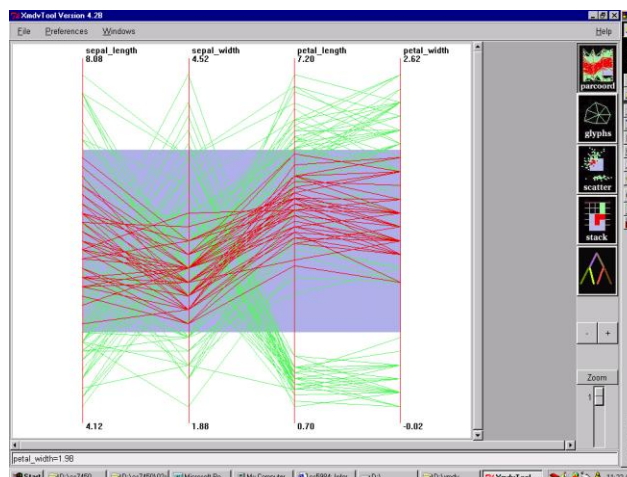 XmdvTool Version 4.2B
File Preferences Windows Help
sepal_length sepal_width petal_length petal_width
8.08 4.52 7.20 2.62
parcoord
glyphs
scatter
stack
- +
Zoom
1
4.12 1.88 0.70 -0.02
petal_width=1.98
Start Microsoft Po... My Computer XmdvTool